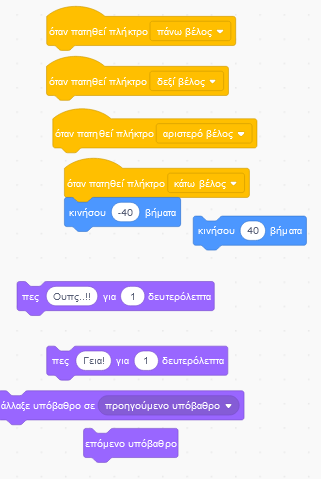 όταν πατηθεί πλήκτρο πάνω βέλος
όταν πατηθεί πλήκτρο δεξί βέλος
όταν πατηθεί πλήκτρο αριστερό βέλος
όταν πατηθεί πλήκτρο κάτω βέλος
κινήσου -40 βήματα
κινήσου 40 βήματα
πες Ουπς..!! για 1 δευτερόλεπτα
πες Γεια! για 1 δευτερόλεπτα
άλλαξε υπόβαθρο σε προηγούμενο υπόβαθρο
επόμενο υπόβαθρο